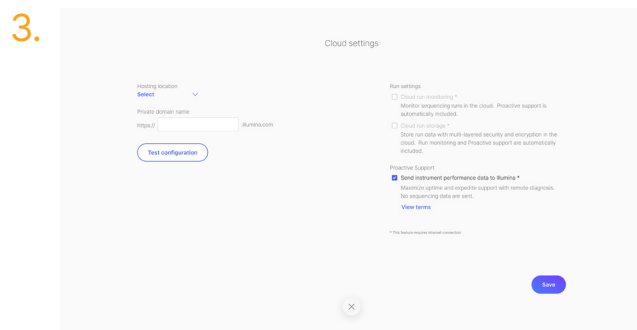 3.
Cloud settings
Hosting location
Select
Private domain name
https:// .illumina.com
Test configuration
Run settings
Cloud run monitoring *
Monitor sequencing runs in the cloud. Proactive support is
automatically included.
Cloud run storage *
Store run data with multi-layered security and encryption in the
cloud. Run monitoring and Proactive support are automatically
included.
Proactive Support
Send instrument performance data to Illumina *
Maximize uptime and expedite support with remote diagnosis.
No sequencing data are sent.
View terms
* This feature requires internet connection
Save